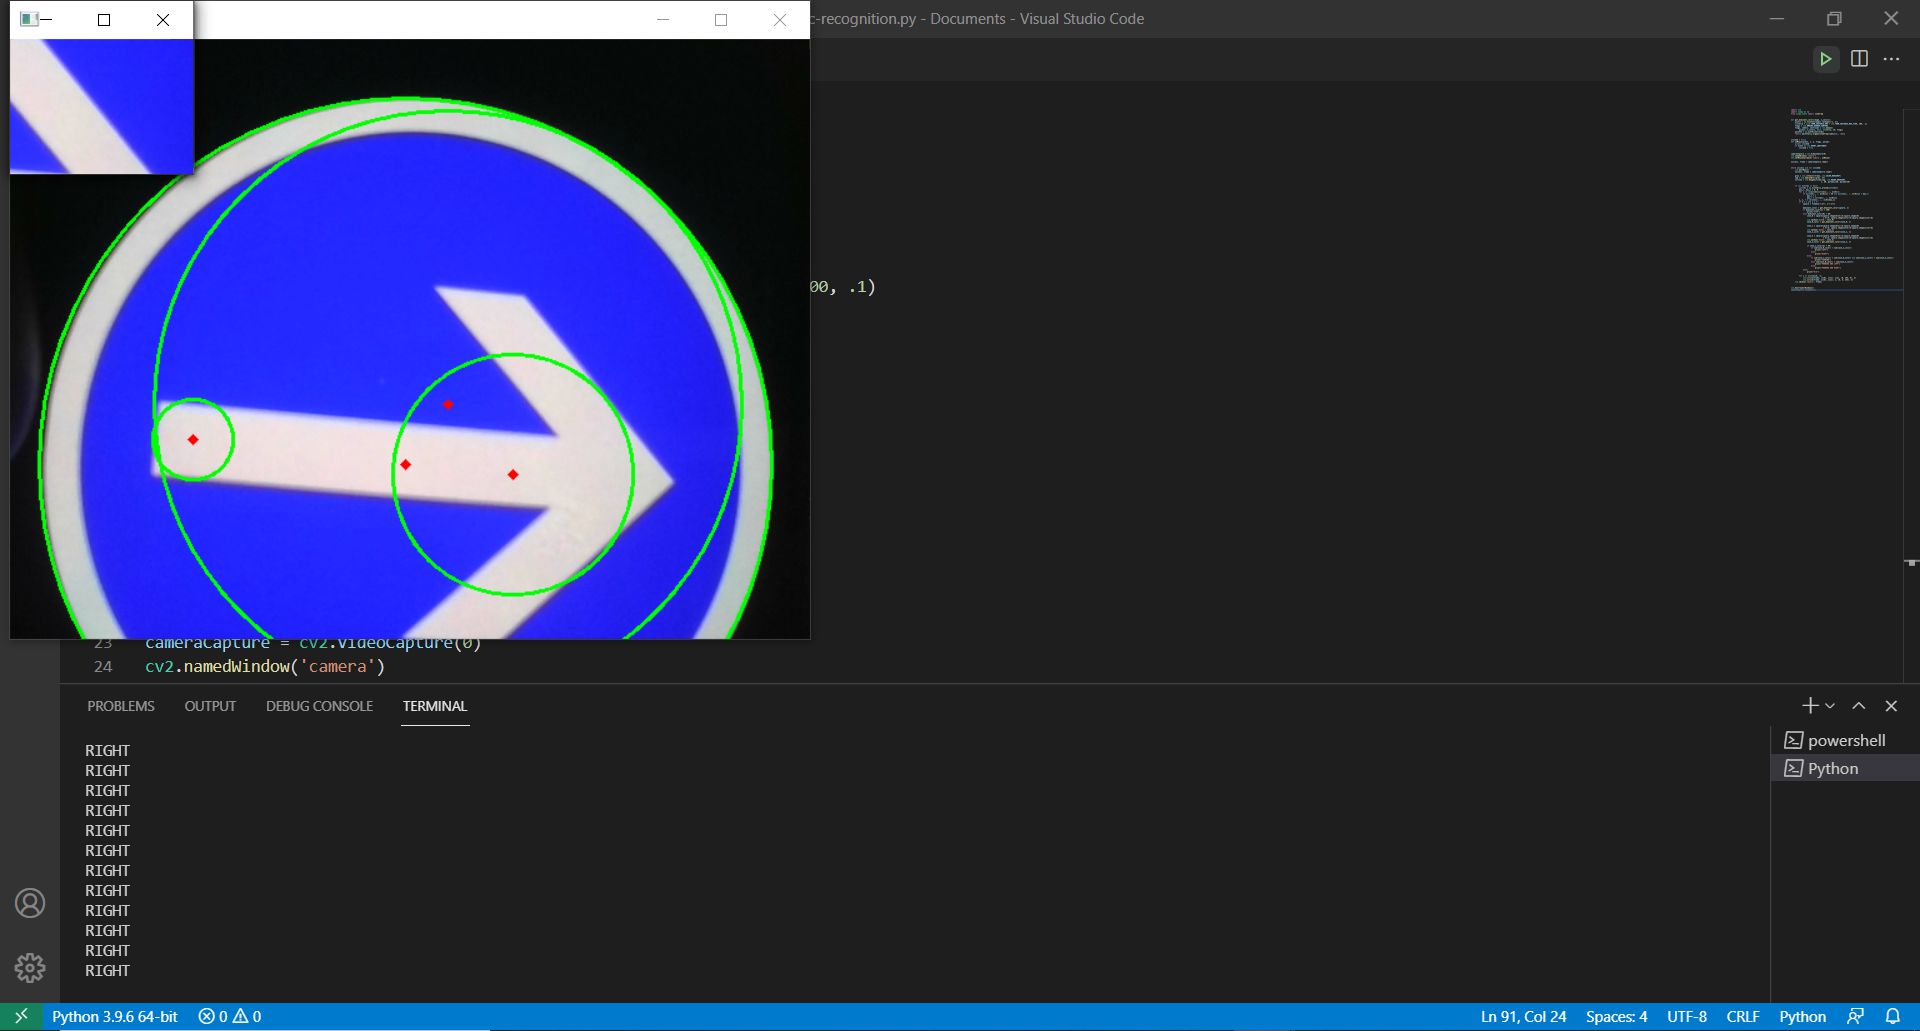 c-recognition.py - Documents - Visual Studio Code
00, .1)
23 cameraCapture = cv2.VideoCapture(0)
24 cv2.namedWindow('camera')
PROBLEMS OUTPUT DEBUG CONSOLE TERMINAL
RIGHT
RIGHT
RIGHT
RIGHT
RIGHT
RIGHT
RIGHT
RIGHT
RIGHT
RIGHT
RIGHT
RIGHT
powershell
Python
Python 3.9.6 64-bit 0 0 Ln 91, Col 24 Spaces: 4 UTF-8 CRLF Python